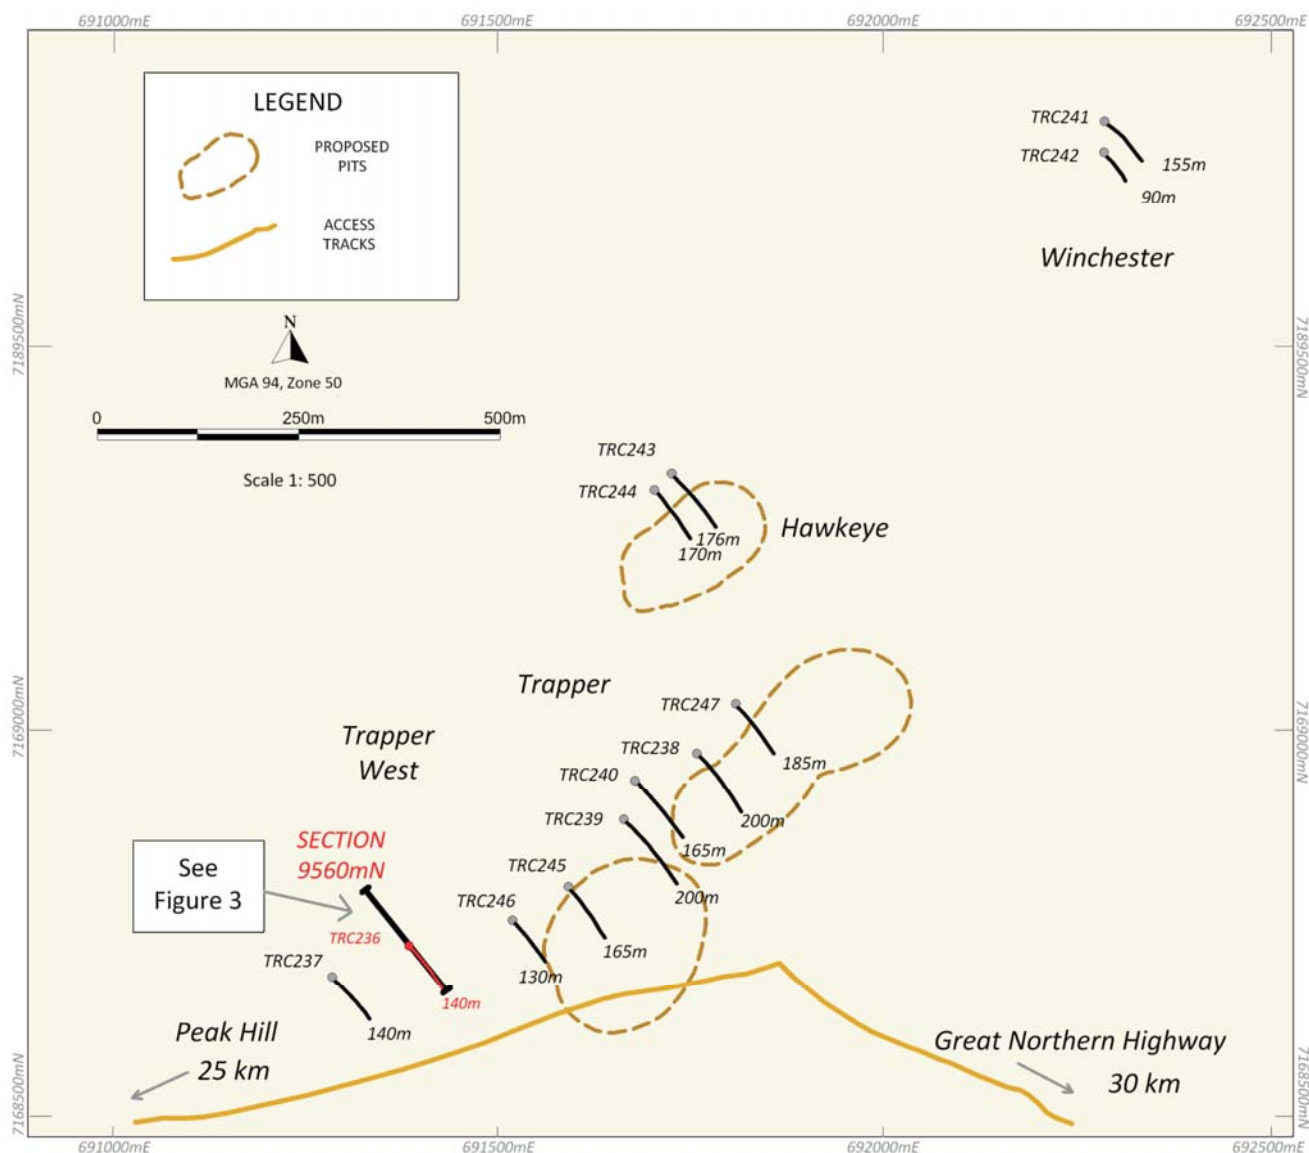 691000mE 691500mE 692000mE 692500mE
LEGEND
PROPOSED
PITS
ACCESS
TRACKS
N
MGA 94, Zone 50
0 250m 500m
Scale 1: 500
TRC241
TRC242
155m
90m
Winchester
7189500mN
7189500mN
TRC243
TRC244
176m
170m
Hawkeye
Trapper
Trapper
West
TRC247
TRC238
TRC240
TRC239
TRC245
TRC246
185m
200m
165m
200m
165m
130m
7169000mN
7169000mN
SECTION
9560mN
See
Figure 3
TRC236
140m
TRC237
140m
Peak Hill
25 km
Great Northern Highway
30 km
7168500mN
7168500mN
691000mE 691500mE 692000mE 692500mE